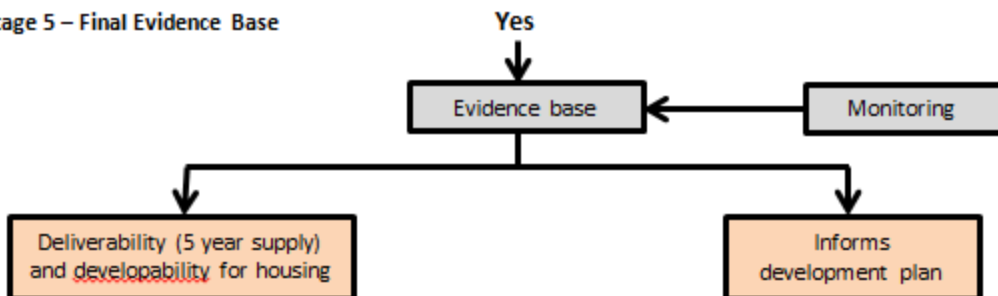 tage 5 – Final Evidence Base
Yes
Evidence base
Monitoring
Deliverability (5 year supply)
and developability for housing
Informs
development plan